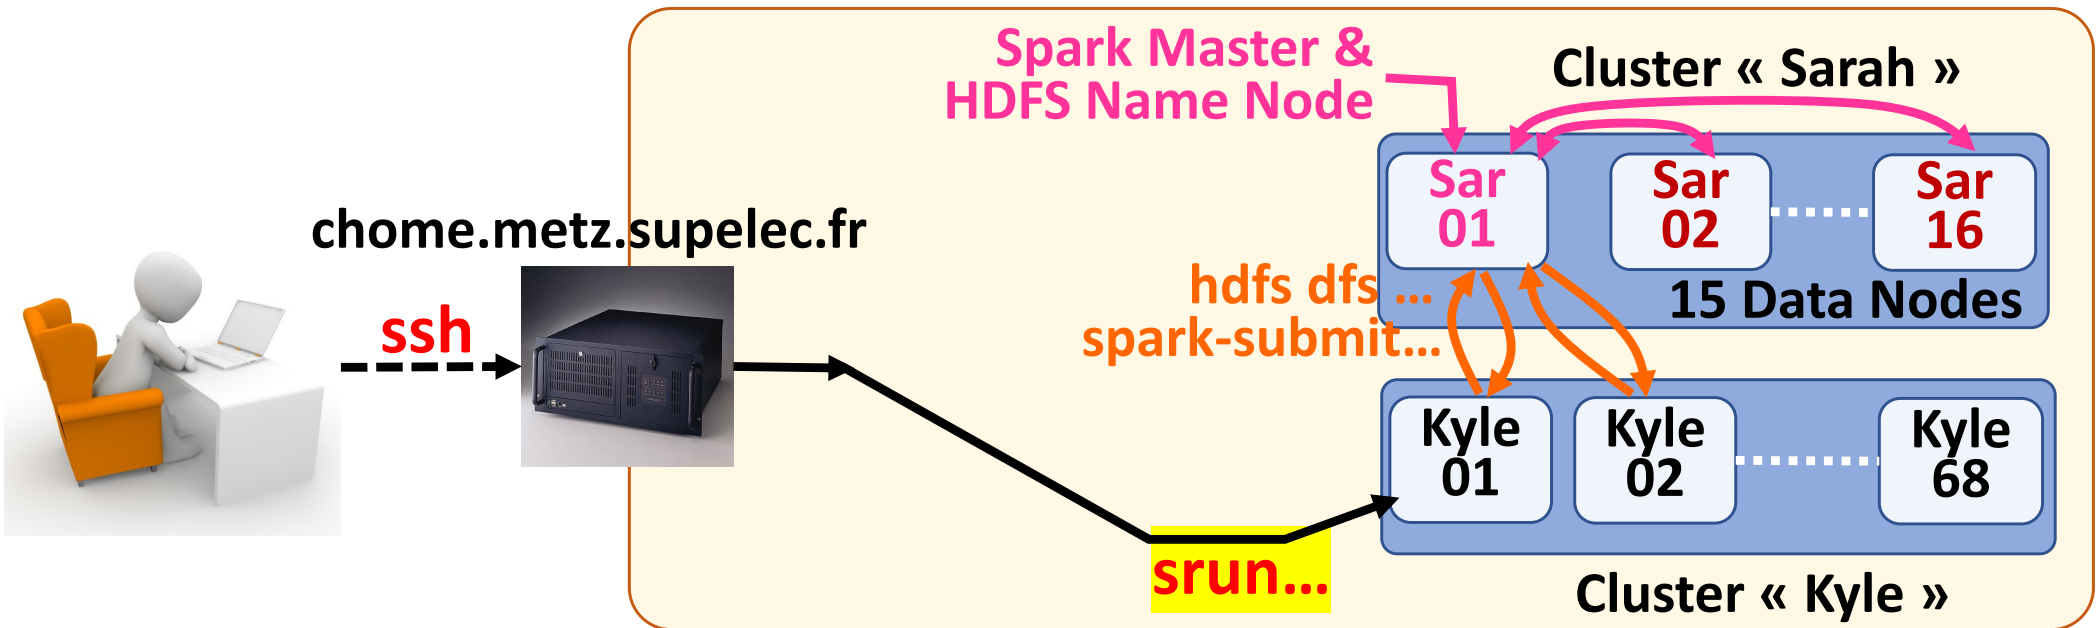 Spark Master &
HDFS Name Node
Cluster « Sarah »
Sar
01
Sar
02
Sar
16
15 Data Nodes
chome.metz.supelec.fr
ssh
hdfs dfs …
spark-submit…
Kyle
01
Kyle
02
Kyle
68
srun…
Cluster « Kyle »